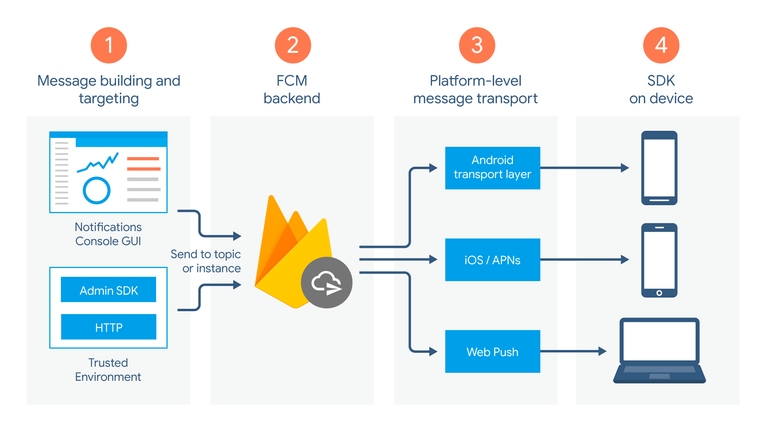 1
Message building and
targeting
2
FCM
backend
3
Platform-level
message transport
4
SDK
on device
Notifications
Console GUI
Admin SDK
HTTP
Trusted
Environment
Send to topic
or instance
Android
transport layer
iOS / APNs
Web Push